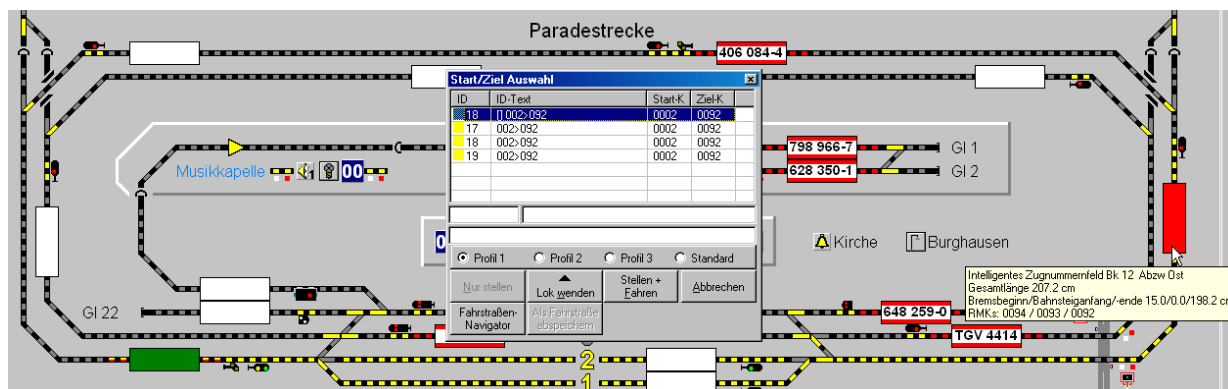 Paradestrecke
406 084-4
Start/Ziel Auswahl
ID ID-Text Start-K Ziel-K
18 [] 002>092 0002 0092
17 002>092 0002 0092
18 002>092 0002 0092
19 002>092 0002 0092
798 966-7 Gl 1
Musikkapelle 00
628 350-1 Gl 2
Kirche Burghausen
Profil 1 Profil 2 Profil 3 Standard
Nur stellen Lok wenden Stellen + Fahren Abbrechen
Fahrstraßen-Navigator Als Fahrstraße abspeichern
Intelligentes Zugnummernfeld Bk 12 Abzw Ost
Gesamtlänge 207.2 cm
Bremsbeginn/Bahnsteiganfang/-ende 15.0/0.0/198.2 c
RMKs: 0094 / 0093 / 0092
Gl 22
648 259-0
TGV 4414
2
1